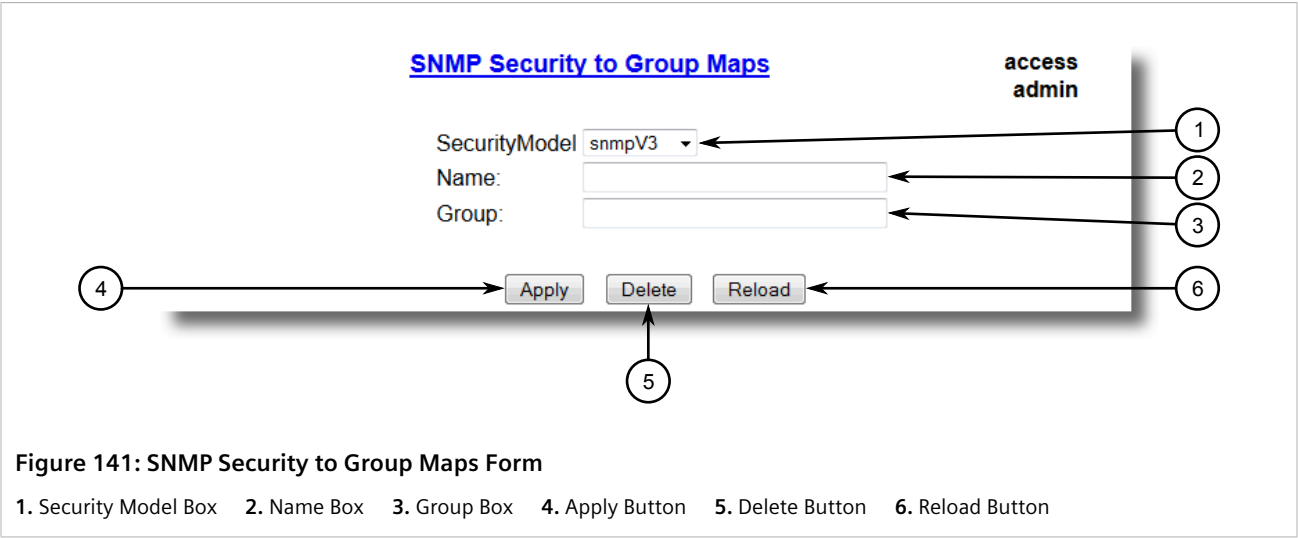 SNMP Security to Group Maps
access
admin
SecurityModel snmpV3
1
Name:
2
Group:
3
4
Apply Delete Reload
6
5
Figure 141: SNMP Security to Group Maps Form
1. Security Model Box 2. Name Box 3. Group Box 4. Apply Button 5. Delete Button 6. Reload Button